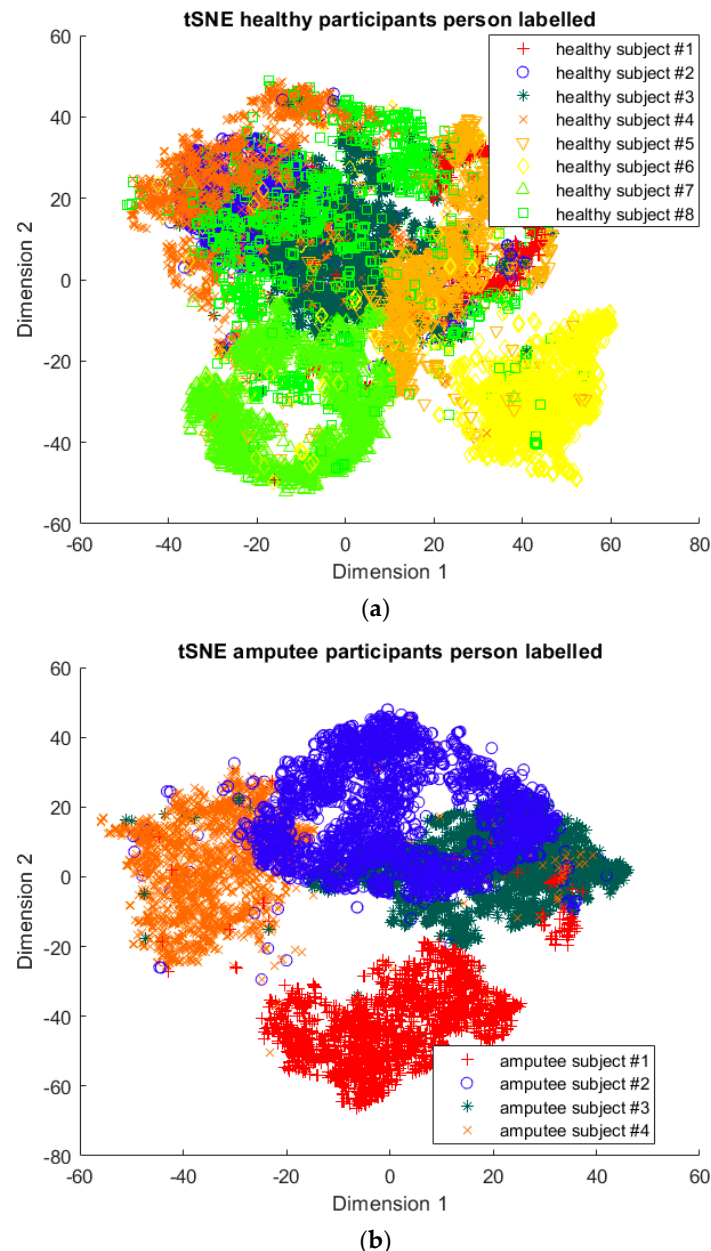 tSNE healthy participants person labelled
60
40
20
0
-20
-40
-60
Dimension 2
healthy subject #1
healthy subject #2
healthy subject #3
healthy subject #4
healthy subject #5
healthy subject #6
healthy subject #7
healthy subject #8
-60 -40 -20 0 20 40 60 80
Dimension 1
(a)
tSNE amputee participants person labelled
60
40
20
0
-20
-40
-60
-80
Dimension 2
amputee subject #1
amputee subject #2
amputee subject #3
amputee subject #4
-60 -40 -20 0 20 40 60
Dimension 1
(b)